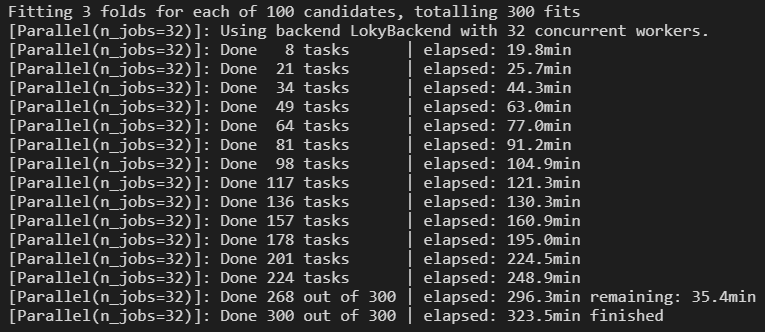 Fitting 3 folds for each of 100 candidates, totalling 300 fits
[Parallel(n_jobs=32)]: Using backend LokyBackend with 32 concurrent workers.
[Parallel(n_jobs=32)]: Done   8 tasks      | elapsed: 19.8min
[Parallel(n_jobs=32)]: Done  21 tasks      | elapsed: 25.7min
[Parallel(n_jobs=32)]: Done  34 tasks      | elapsed: 44.3min
[Parallel(n_jobs=32)]: Done  49 tasks      | elapsed: 63.0min
[Parallel(n_jobs=32)]: Done  64 tasks      | elapsed: 77.0min
[Parallel(n_jobs=32)]: Done  81 tasks      | elapsed: 91.2min
[Parallel(n_jobs=32)]: Done  98 tasks      | elapsed: 104.9min
[Parallel(n_jobs=32)]: Done 117 tasks      | elapsed: 121.3min
[Parallel(n_jobs=32)]: Done 136 tasks      | elapsed: 130.3min
[Parallel(n_jobs=32)]: Done 157 tasks      | elapsed: 160.9min
[Parallel(n_jobs=32)]: Done 178 tasks      | elapsed: 195.0min
[Parallel(n_jobs=32)]: Done 201 tasks      | elapsed: 224.5min
[Parallel(n_jobs=32)]: Done 224 tasks      | elapsed: 248.9min
[Parallel(n_jobs=32)]: Done 268 out of 300 | elapsed: 296.3min remaining: 35.4min
[Parallel(n_jobs=32)]: Done 300 out of 300 | elapsed: 323.5min finished